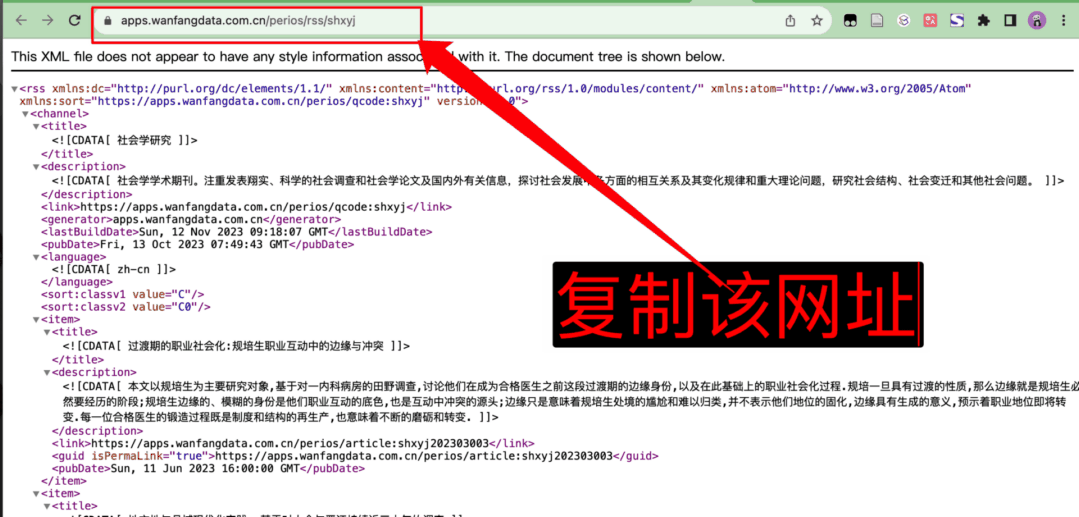 apps.wanfangdata.com.cn/perios/rss/shxyj
This XML file does not appear to have any style information associated with it. The document tree is shown below.
▼<rss xmlns:dc="http://purl.org/dc/elements/1.1/" xmlns:content="http://purl.org/rss/1.0/modules/content/" xmlns:atom="http://www.w3.org/2005/Atom"
xmlns:sort="https://apps.wanfangdata.com.cn/perios/qcode:shxyj" version="2.0">
▼<channel>
▼<title>
<![CDATA[ 社会学研究 ]]>
</title>
▼<description>
<![CDATA[ 社会学学术期刊。注重发表翔实、科学的社会调查和社会学论文及国内外有关信息，探讨社会发展中各方面的相互关系及其变化规律和重大理论问题，研究社会结构、社会变迁和其他社会问题。 ]]>
</description>
<link>https://apps.wanfangdata.com.cn/perios/qcode:shxyj</link>
<generator>apps.wanfangdata.com.cn</generator>
<lastBuildDate>Sun, 12 Nov 2023 09:18:07 GMT</lastBuildDate>
<pubDate>Fri, 13 Oct 2023 07:49:43 GMT</pubDate>
▼<language>
<![CDATA[ zh-cn ]]>
</language>
<sort:classv1 value="C"/>
<sort:classv2 value="C0"/>
复制该网址
▼<item>
▼<title>
<![CDATA[ 过渡期的职业社会化:规培生职业互动中的边缘与冲突 ]]>
</title>
▼<description>
<![CDATA[ 本文以规培生为主要研究对象,基于对一内科病房的田野调查,讨论他们在成为合格医生之前这段过渡期的边缘身份,以及在此基础上的职业社会化过程.规培一旦具有过渡的性质,那么边缘就是规培生必
然要经历的阶段;规培生边缘的、模糊的身份是他们职业互动的底色,也是互动中冲突的源头;边缘只是意味着规培生处境的尴尬和难以归类,并不表示他们地位的固化,边缘具有生成的意义,预示着职业地位即将转
变.每一位合格医生的锻造过程既是制度和结构的再生产,也意味着不断的磨砺和转变. ]]>
</description>
<link>https://apps.wanfangdata.com.cn/perios/article:shxyj202303003</link>
<guid isPermaLink="true">https://apps.wanfangdata.com.cn/perios/article:shxyj202303003</guid>
<pubDate>Sun, 11 Jun 2023 16:00:00 GMT</pubDate>
</item>
▼<item>
▼<title>